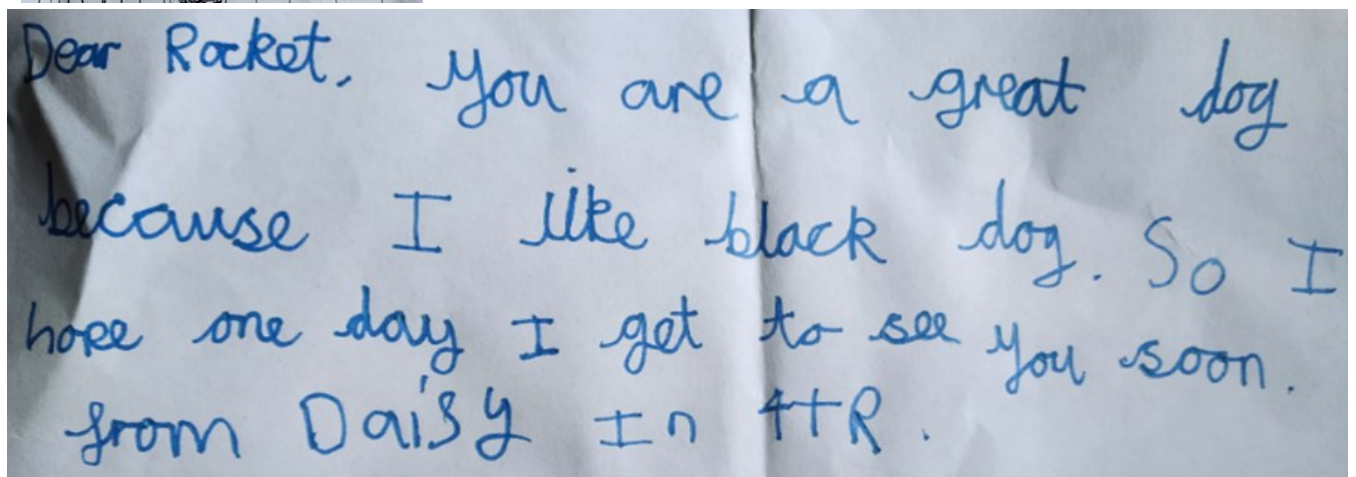 Dear Rocket. You are a great dog
because I like black dog. So I
hope one day I get to see you soon.
from Daisy In 4HR.